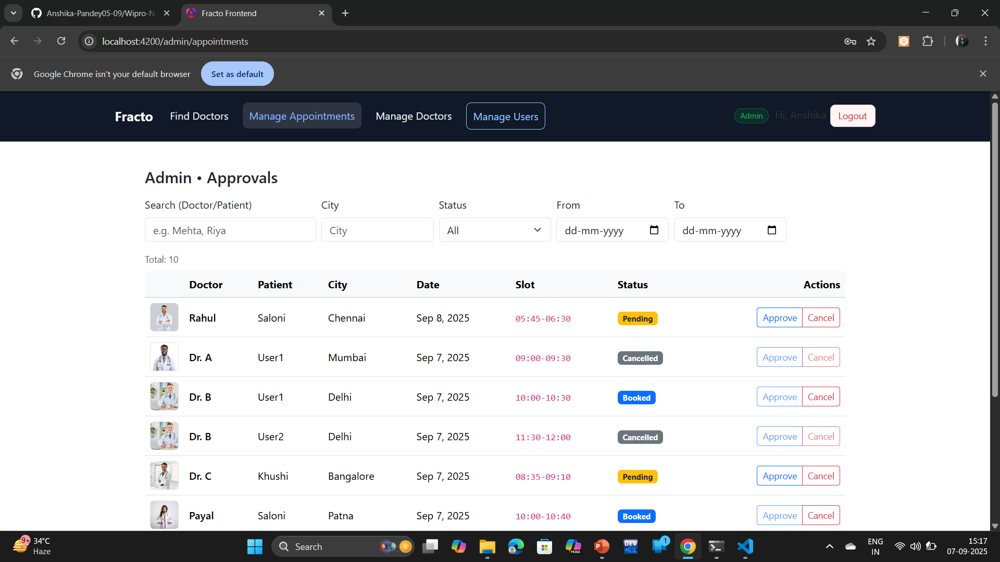 Anshika-Pandey05-09/Wipro-N
Fracto Frontend
localhost:4200/admin/appointments
Google Chrome isn't your default browser
Set as default
Fracto
Find Doctors
Manage Appointments
Manage Doctors
Manage Users
Admin
Hi, Anshika
Logout
Admin • Approvals
Search (Doctor/Patient)
City
Status
From
To
e.g. Mehta, Riya
City
All
dd-mm-yyyy
dd-mm-yyyy
Total: 10
Doctor Patient City Date Slot Status Actions
Rahul Saloni Chennai Sep 8, 2025 05:45-06:30 Pending Approve Cancel
Dr. A User1 Mumbai Sep 7, 2025 09:00-09:30 Cancelled Approve Cancel
Dr. B User1 Delhi Sep 7, 2025 10:00-10:30 Booked Approve Cancel
Dr. B User2 Delhi Sep 7, 2025 11:30-12:00 Cancelled Approve Cancel
Dr. C Khushi Bangalore Sep 7, 2025 08:35-09:10 Pending Approve Cancel
Payal Saloni Patna Sep 7, 2025 10:00-10:40 Booked Approve Cancel
9+
34°C
Haze
Search
M365
P
DEV
1
ENG
IN
15:17
07-09-2025